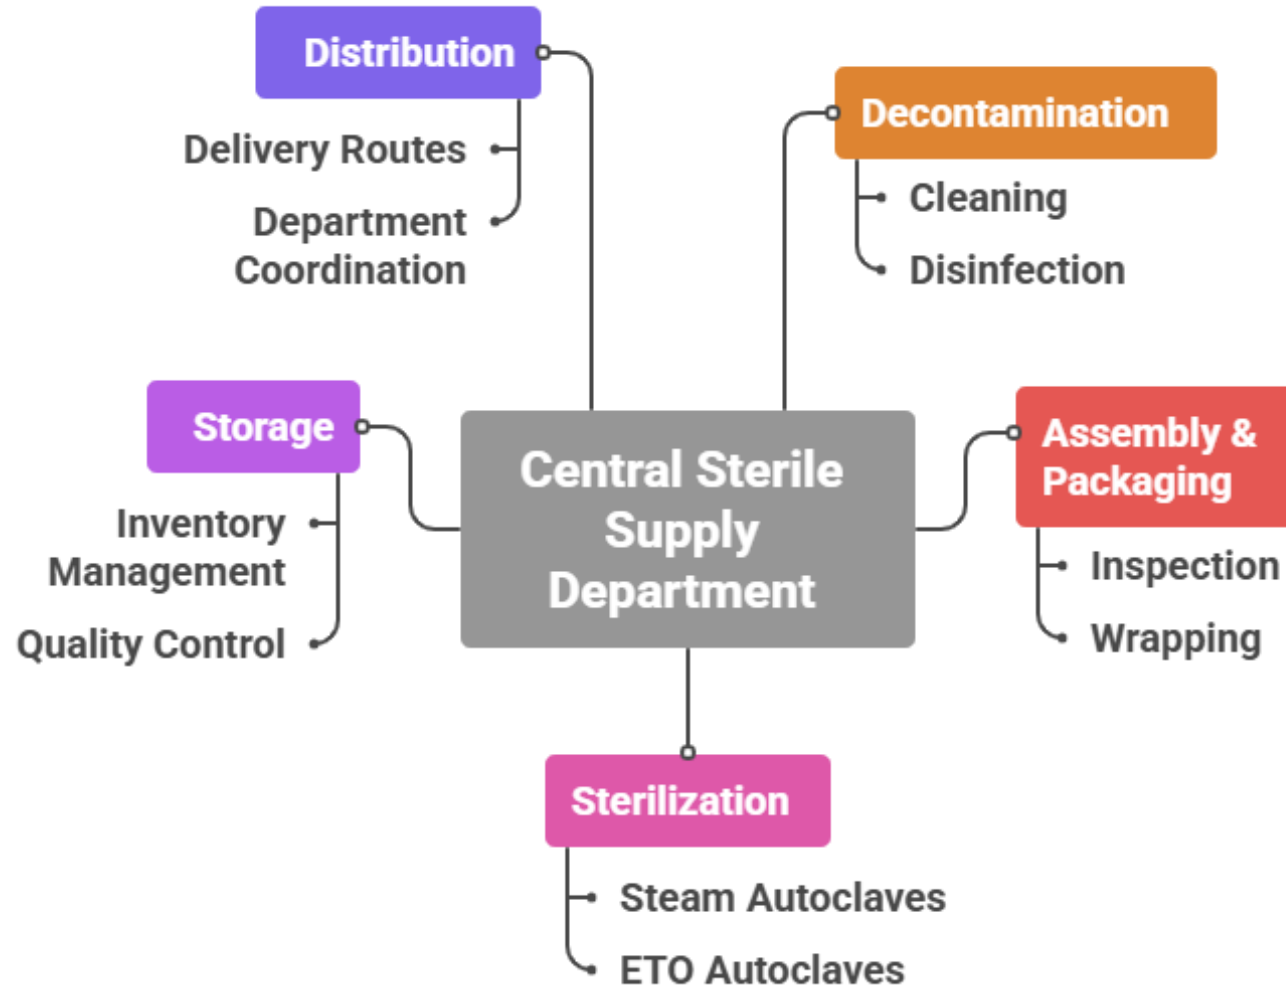 Distribution
Delivery Routes
Department
Coordination
Decontamination
Cleaning
Disinfection
Storage
Inventory
Management
Quality Control
Central Sterile
Supply
Department
Assembly &
Packaging
Inspection
Wrapping
Sterilization
Steam Autoclaves
ETO Autoclaves